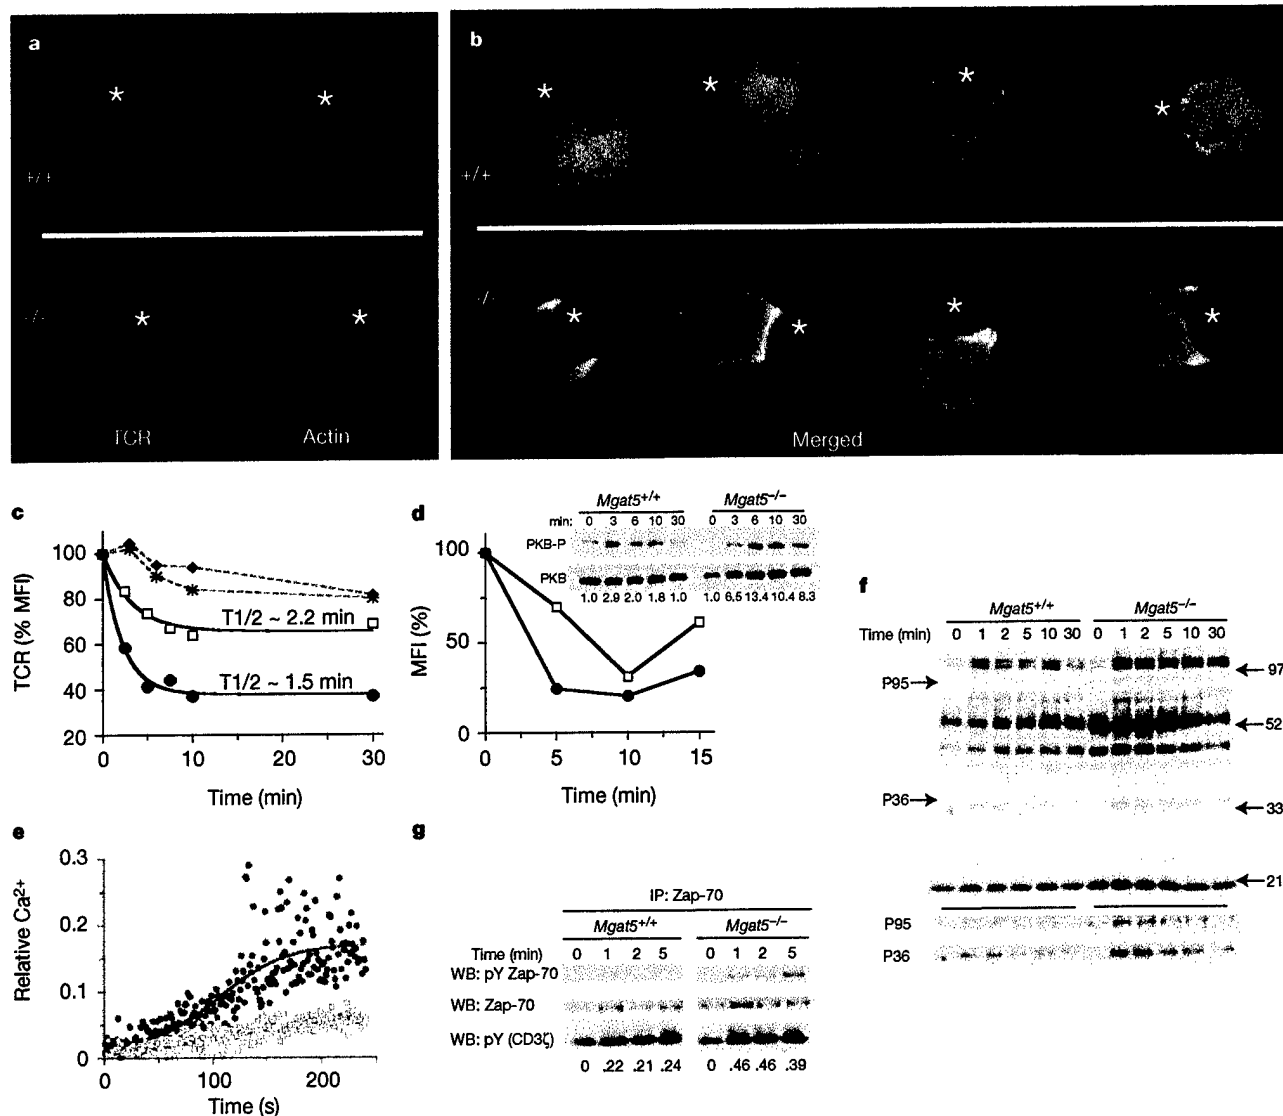 a
+/+
-/-
TCR
Actin
b
+/+
-/-
Merged
c
TCR (% MFI)
100
80
60
40
20
T1/2 ~ 2.2 min
T1/2 ~ 1.5 min
0
10
20
30
Time (min)
d
MFI (%)
100
50
0
0
5
10
15
Time (min)
Mgat5+/+
Mgat5–/–
min: 0 3 6 10 30 0 3 6 10 30
PKB-P
PKB
1.0 2.9 2.0 1.8 1.0 1.0 6.5 13.4 10.4 8.3
e
Relative Ca2+
0.3
0.2
0.1
0
0
100
200
Time (s)
g
IP: Zap-70
Mgat5+/+
Mgat5–/–
Time (min) 0 1 2 5 0 1 2 5
WB: pY Zap-70
WB: Zap-70
WB: pY (CD3ζ)
0 .22 .21 .24 0 .46 .46 .39
f
Mgat5+/+
Mgat5–/–
Time (min) 0 1 2 5 10 30 0 1 2 5 10 30
P95
97
52
P36
33
21
P95
P36